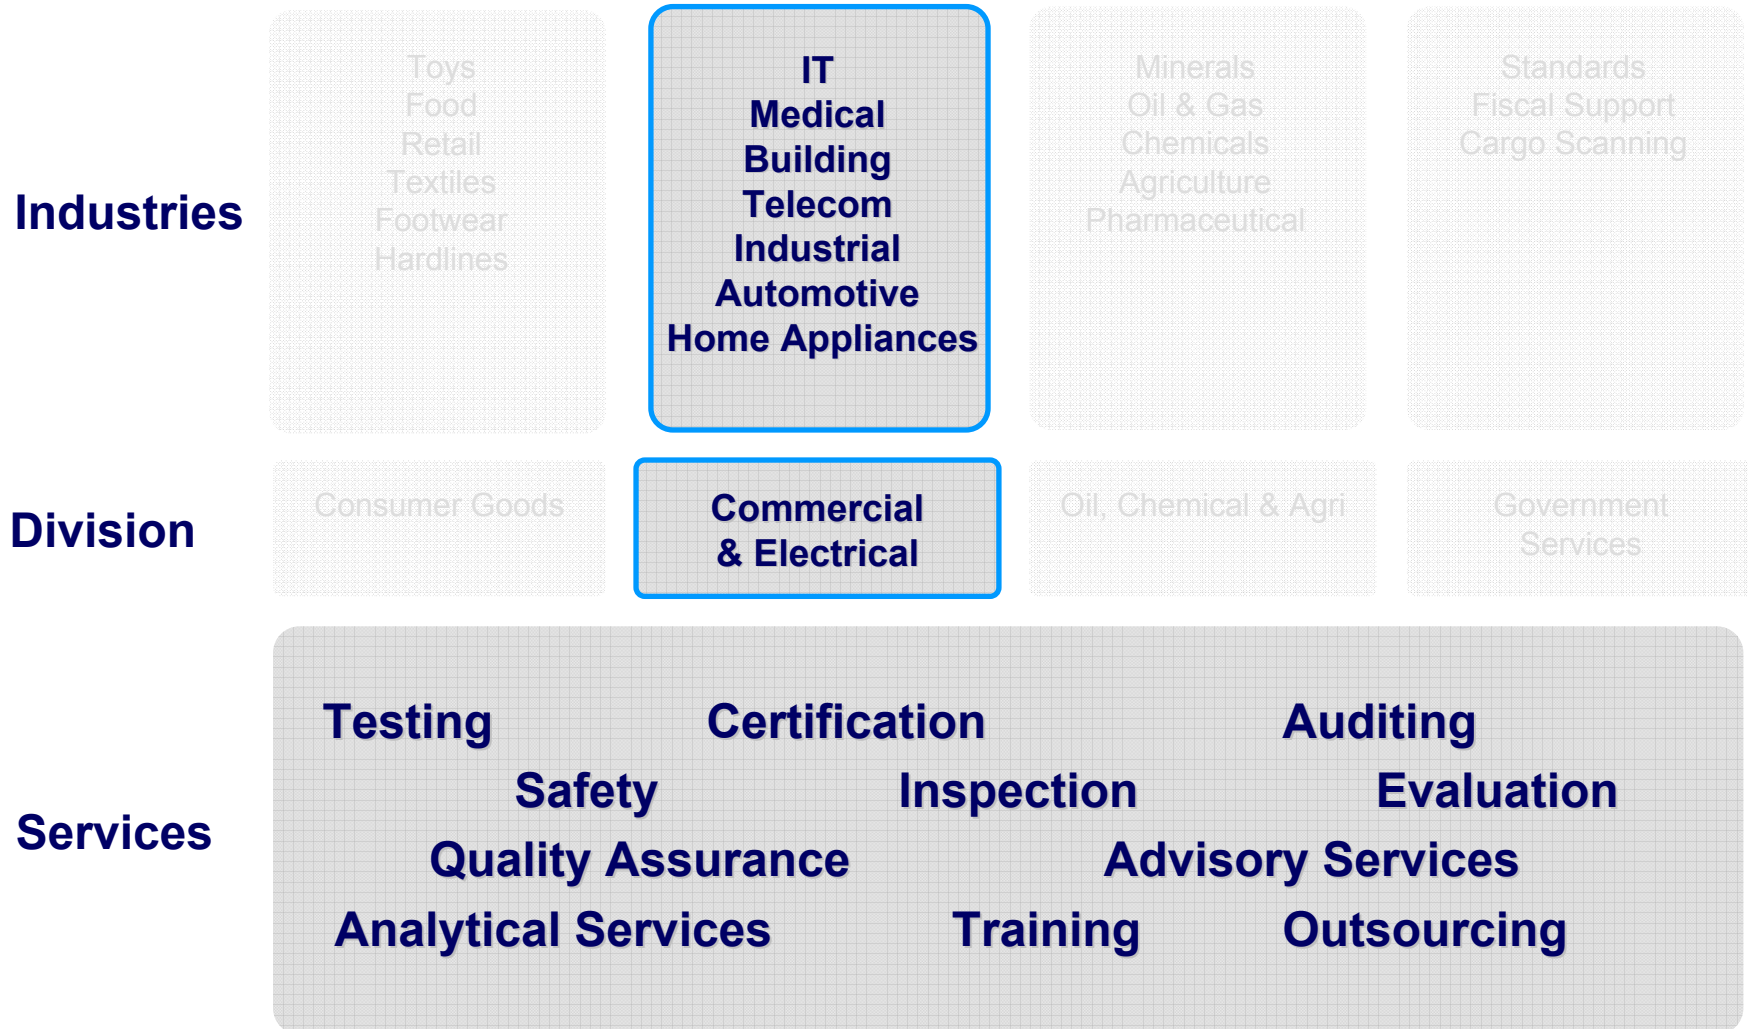 Industries
Toys
Food
Retail
Textiles
Footwear
Hardlines
IT
Medical
Building
Telecom
Industrial
Automotive
Home Appliances
Minerals
Oil & Gas
Chemicals
Agriculture
Pharmaceutical
Standards
Fiscal Support
Cargo Scanning
Division
Consumer Goods
Commercial
& Electrical
Oil, Chemical & Agri
Government
Services
Services
Testing Certification Auditing
Safety Inspection Evaluation
Quality Assurance Advisory Services
Analytical Services Training Outsourcing